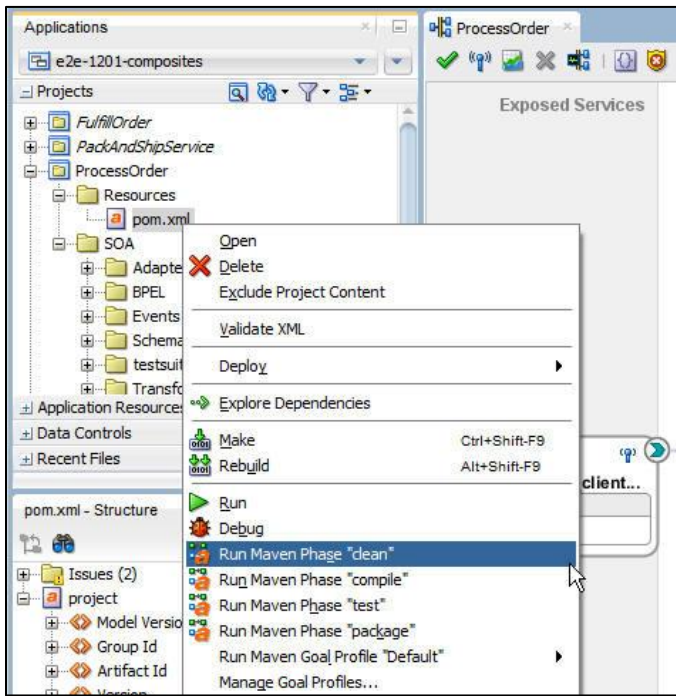 Applications
e2e-1201-composites
Projects
FulfillOrder
PackAndShipService
ProcessOrder
Resources
pom.xml
SOA
Adapte
BPEL
Events
Schema
testsuit
Transfo
Application Resource
Data Controls
Recent Files
pom.xml - Structure
Issues (2)
project
Model Versio
Group Id
Artifact Id
Version
Open
Delete
Exclude Project Content
Validate XML
Deploy
Explore Dependencies
Make Ctrl+Shift-F9
Rebuild Alt+Shift-F9
Run
Debug
Run Maven Phase "clean"
Run Maven Phase "compile"
Run Maven Phase "test"
Run Maven Phase "package"
Run Maven Goal Profile "Default"
Manage Goal Profiles...
ProcessOrder
Exposed Services
client...